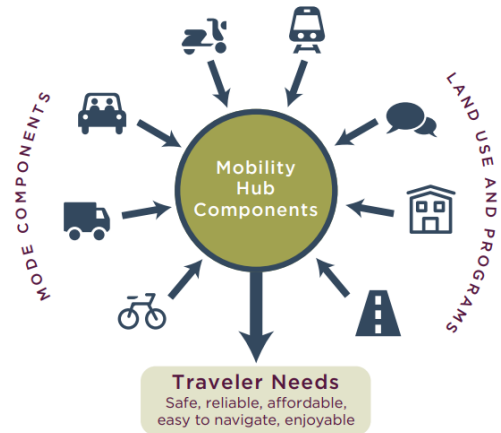 MODE COMPONENTS
LAND USE AND PROGRAMS
Mobility
Hub
Components
Traveler Needs
Safe, reliable, affordable,
easy to navigate, enjoyable